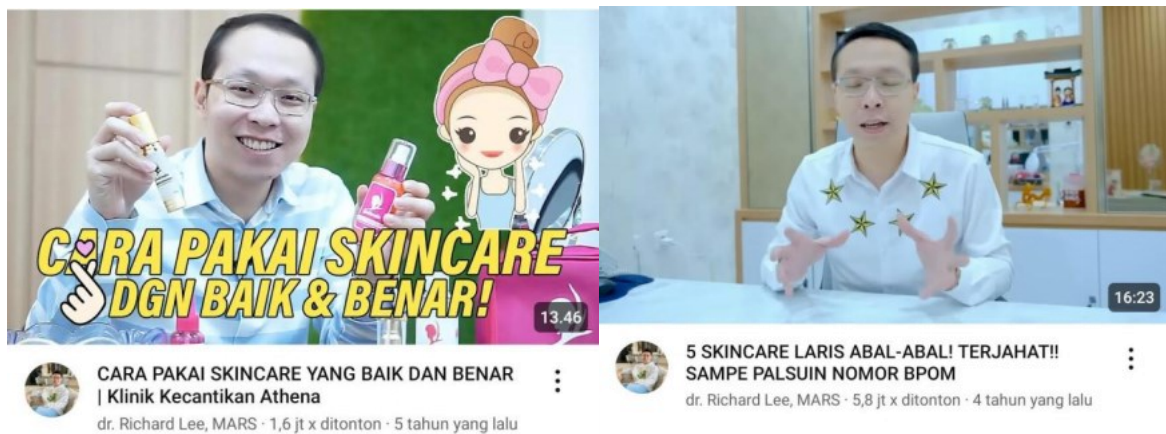 CARA PAKAI SKINCARE
DGN BAIK & BENAR!
13.46
CARA PAKAI SKINCARE YANG BAIK DAN BENAR
| Klinik Kecantikan Athena
dr. Richard Lee, MARS · 1,6 jt x ditonton · 5 tahun yang lalu
16:23
5 SKINCARE LARIS ABAL-ABAL! TERJAHAT!!
SAMPE PALSUIN NOMOR BPOM
dr. Richard Lee, MARS · 5,8 jt x ditonton · 4 tahun yang lalu